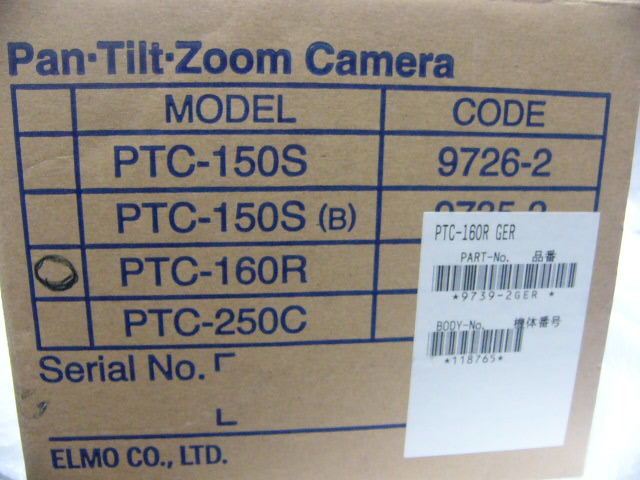 Pan·Tilt·Zoom Camera
MODEL CODE
PTC-150S 9726-2
PTC-150S (B)
PTC-160R
PTC-250C
Serial No.
ELMO CO., LTD.
PTC-160R GER
PART-No. 品番
*9739-2GER *
BODY-No. 機体番号
*118765*